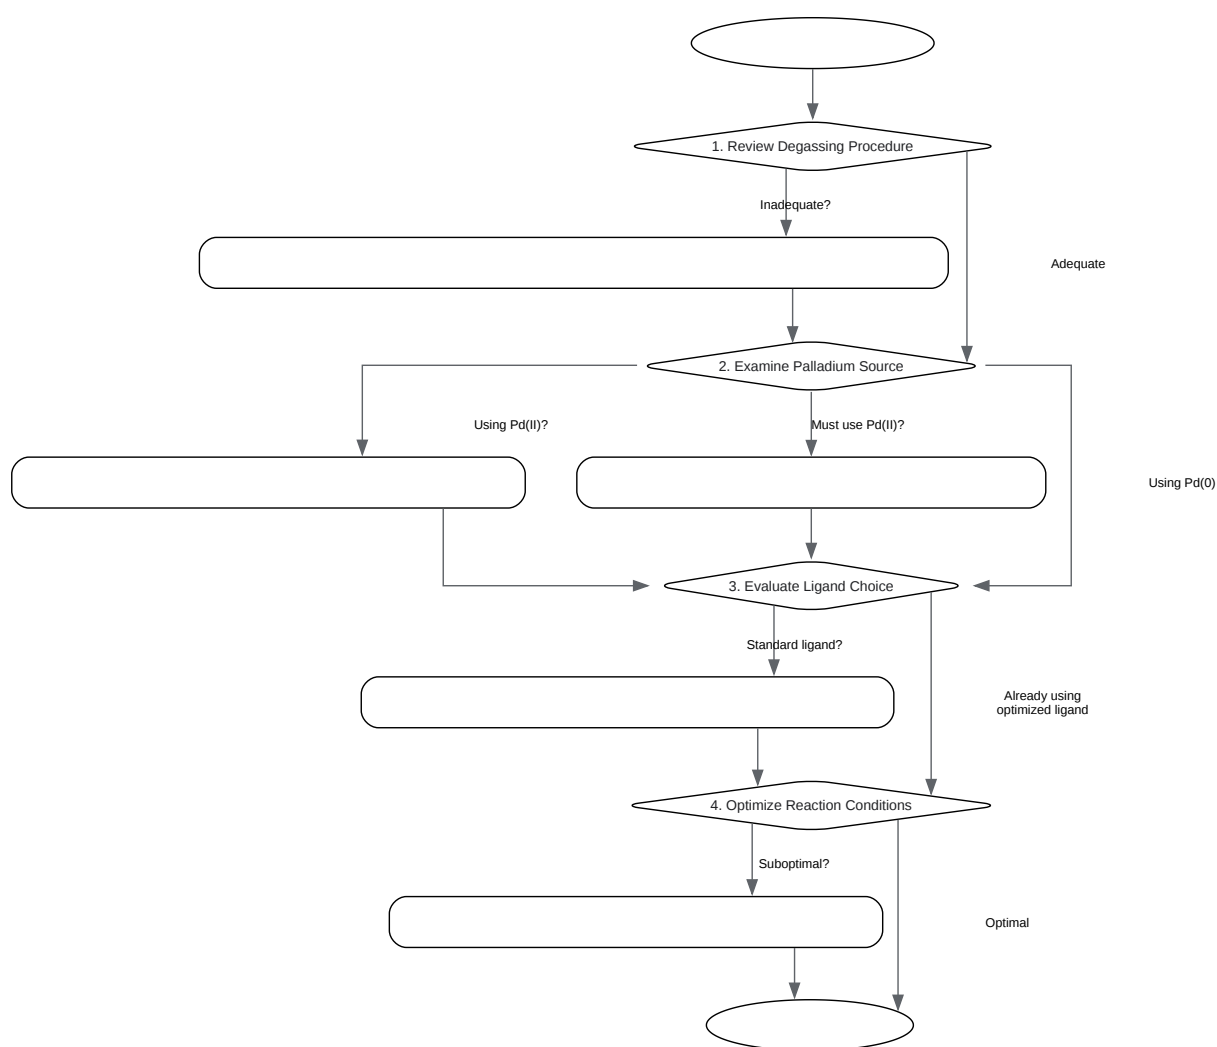 1. Review Degassing Procedure
Inadequate?
Adequate
2. Examine Palladium Source
Using Pd(II)?
Must use Pd(II)?
Using Pd(0)
3. Evaluate Ligand Choice
Standard ligand?
Already using
optimized ligand
4. Optimize Reaction Conditions
Suboptimal?
Optimal